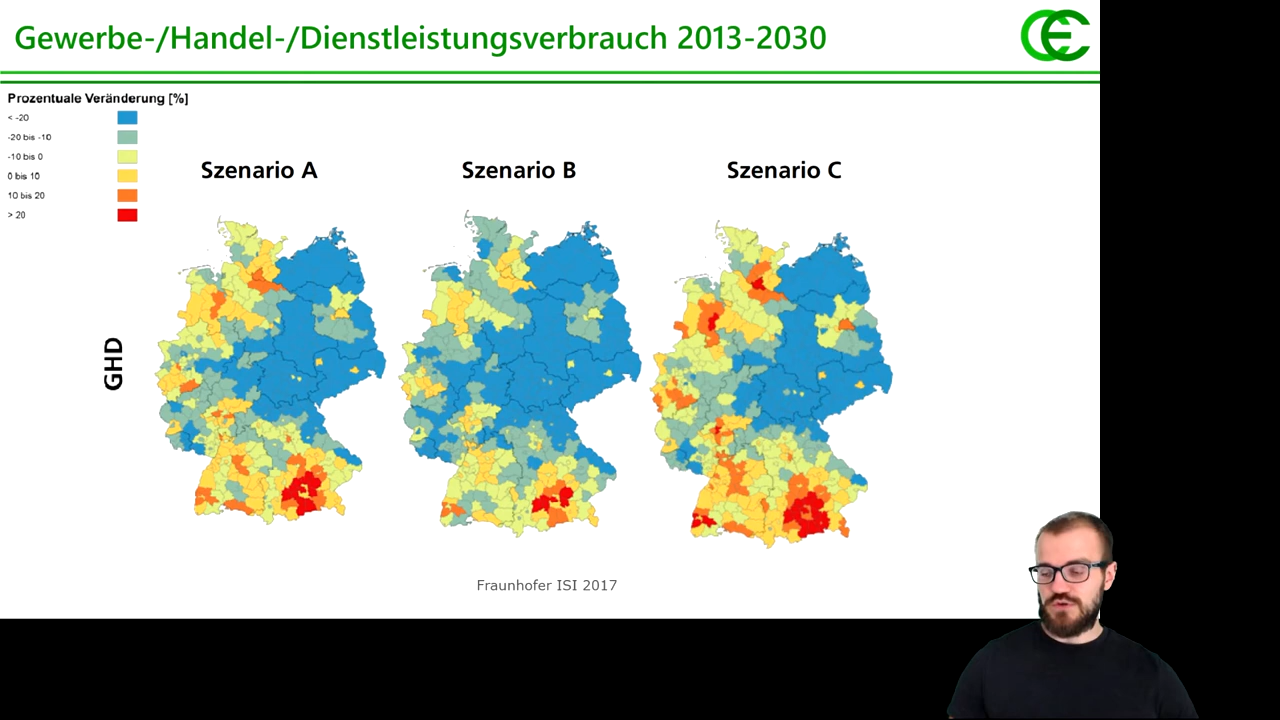 Gewerbe-/Handel-/Dienstleistungsverbrauch 2013-2030
CEC
Prozentuale Veränderung [%]
< -20
-20 bis -10
-10 bis 0
0 bis 10
10 bis 20
> 20
Szenario A
Szenario B
Szenario C
GHD
Fraunhofer ISI 2017